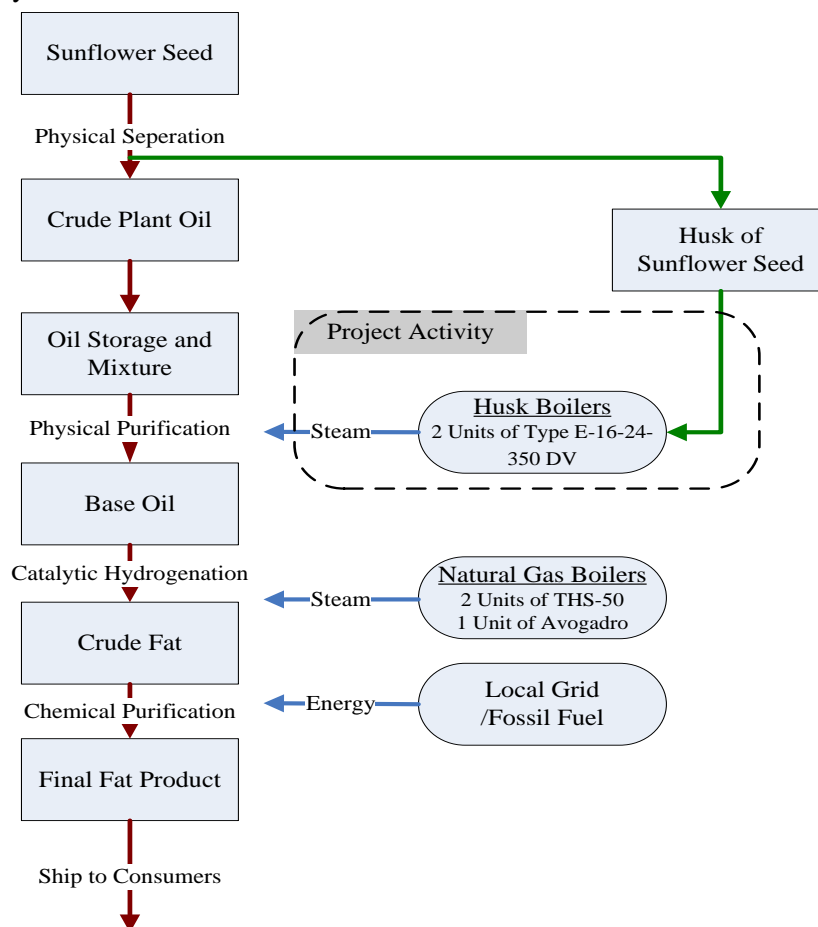 Sunflower Seed
Physical Seperation
Crude Plant Oil
Husk of
Sunflower Seed
Project Activity
Oil Storage and
Mixture
Husk Boilers
2 Units of Type E-16-24-
350 DV
Steam
Physical Purification
Base Oil
Catalytic Hydrogenation
Natural Gas Boilers
2 Units of THS-50
1 Unit of Avogadro
Steam
Crude Fat
Local Grid
/Fossil Fuel
Energy
Chemical Purification
Final Fat Product
Ship to Consumers